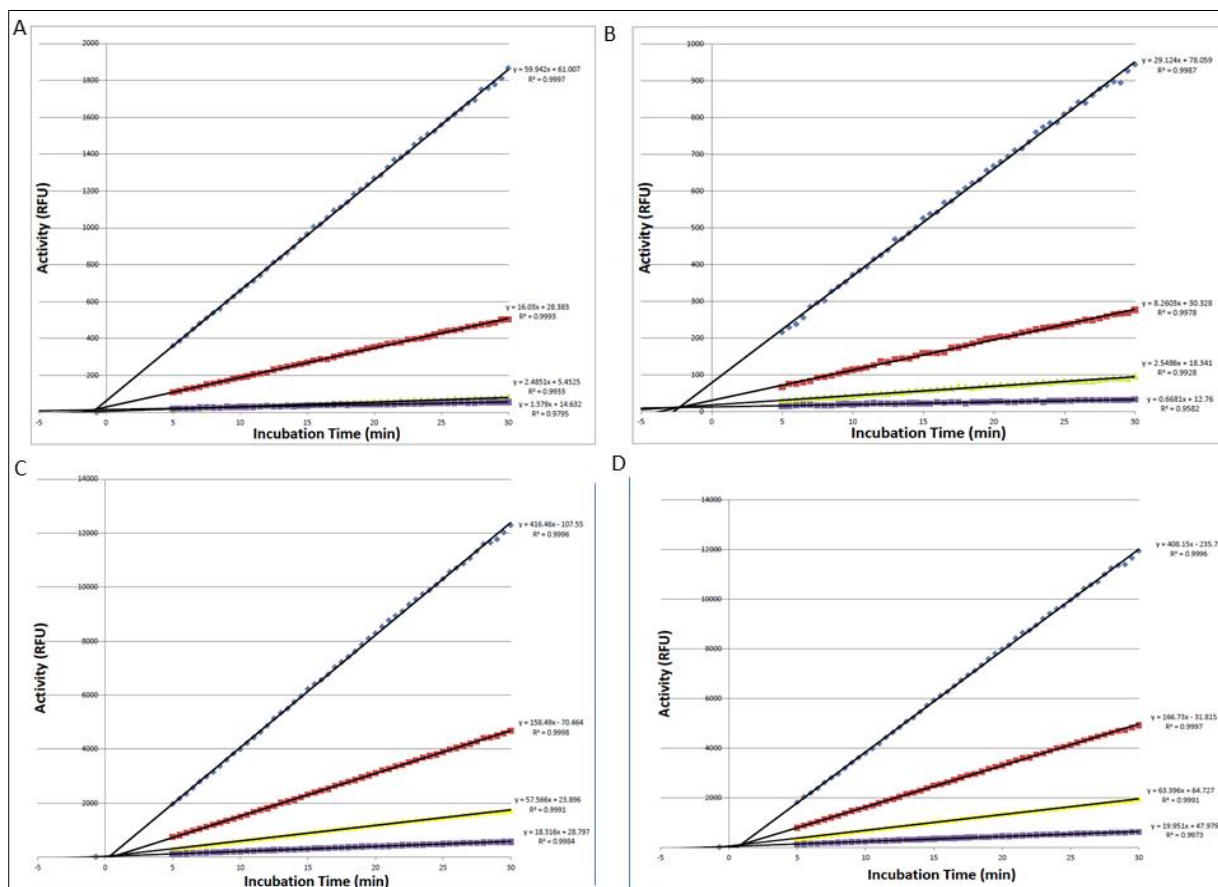 A
Activity (RFU)
2000
1800
1600
1400
1200
1000
800
600
400
200
0
-5 0 5 10 15 20 25 30
Incubation Time (min)
y = 59.942x + 61.007
R² = 0.9997
y = 16.03x + 28.383
R² = 0.9993
y = 2.4851x + 5.4525
R² = 0.9933
y = 1.379x + 14.632
R² = 0.9795
B
Activity (RFU)
1000
900
800
700
600
500
400
300
200
100
0
-5 0 5 10 15 20 25 30
Incubation Time (min)
y = 29.124x + 78.059
R² = 0.9987
y = 8.2603x + 30.328
R² = 0.9978
y = 2.5486x + 18.341
R² = 0.9928
y = 0.6681x + 12.76
R² = 0.9582
C
Activity (RFU)
14000
12000
10000
8000
6000
4000
2000
0
-5 0 5 10 15 20 25 30
Incubation Time (min)
y = 416.46x - 107.55
R² = 0.9996
y = 158.49x - 70.464
R² = 0.9998
y = 57.566x + 23.896
R² = 0.9991
y = 18.316x + 28.797
R² = 0.9984
D
Activity (RFU)
14000
12000
10000
8000
6000
4000
2000
0
-5 0 5 10 15 20 25 30
Incubation Time (min)
y = 408.15x - 235.7
R² = 0.9996
y = 166.73x - 31.815
R² = 0.9997
y = 63.396x + 64.727
R² = 0.9991
y = 19.951x + 47.979
R² = 0.9973